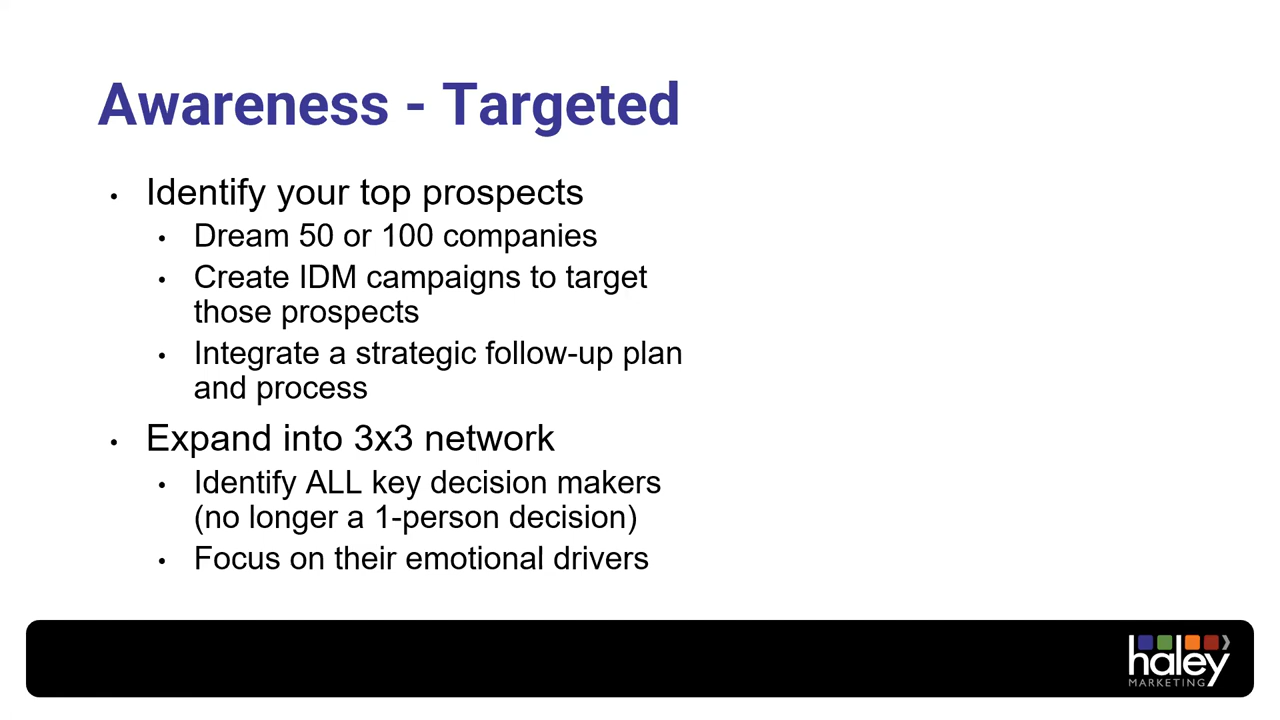 Awareness - Targeted
• Identify your top prospects
• Dream 50 or 100 companies
• Create IDM campaigns to target
those prospects
• Integrate a strategic follow-up plan
and process
• Expand into 3x3 network
• Identify ALL key decision makers
(no longer a 1-person decision)
• Focus on their emotional drivers
haley
MARKETING